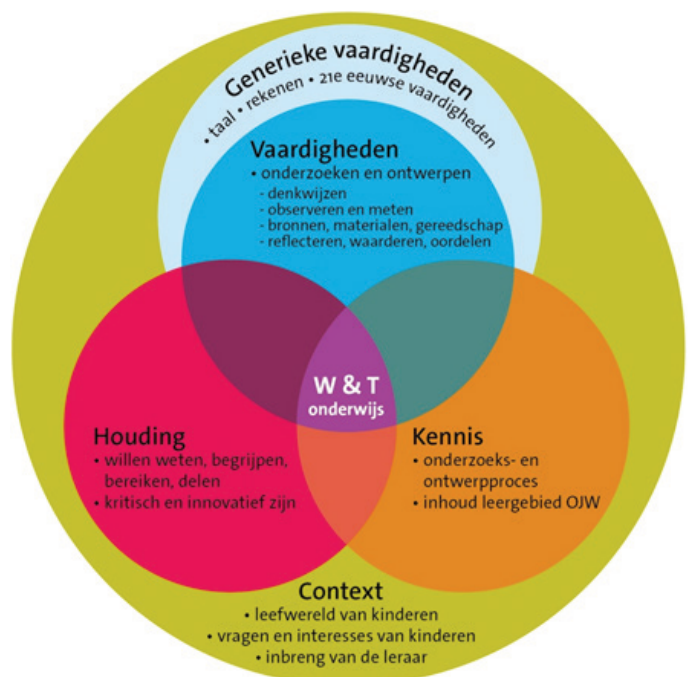 Generieke vaardigheden
• taal • rekenen • 21e eeuwse vaardigheden
Vaardigheden
• onderzoeken en ontwerpen
- denkwijzen
- observeren en meten
- bronnen, materialen, gereedschap
- reflecteren, waarderen, oordelen
W & T
onderwijs
Houding
• willen weten, begrijpen,
bereiken, delen
• kritisch en innovatief zijn
Kennis
• onderzoeks- en
ontwerpproces
• inhoud leergebied OJW
Context
• leefwereld van kinderen
• vragen en interesses van kinderen
• inbreng van de leraar